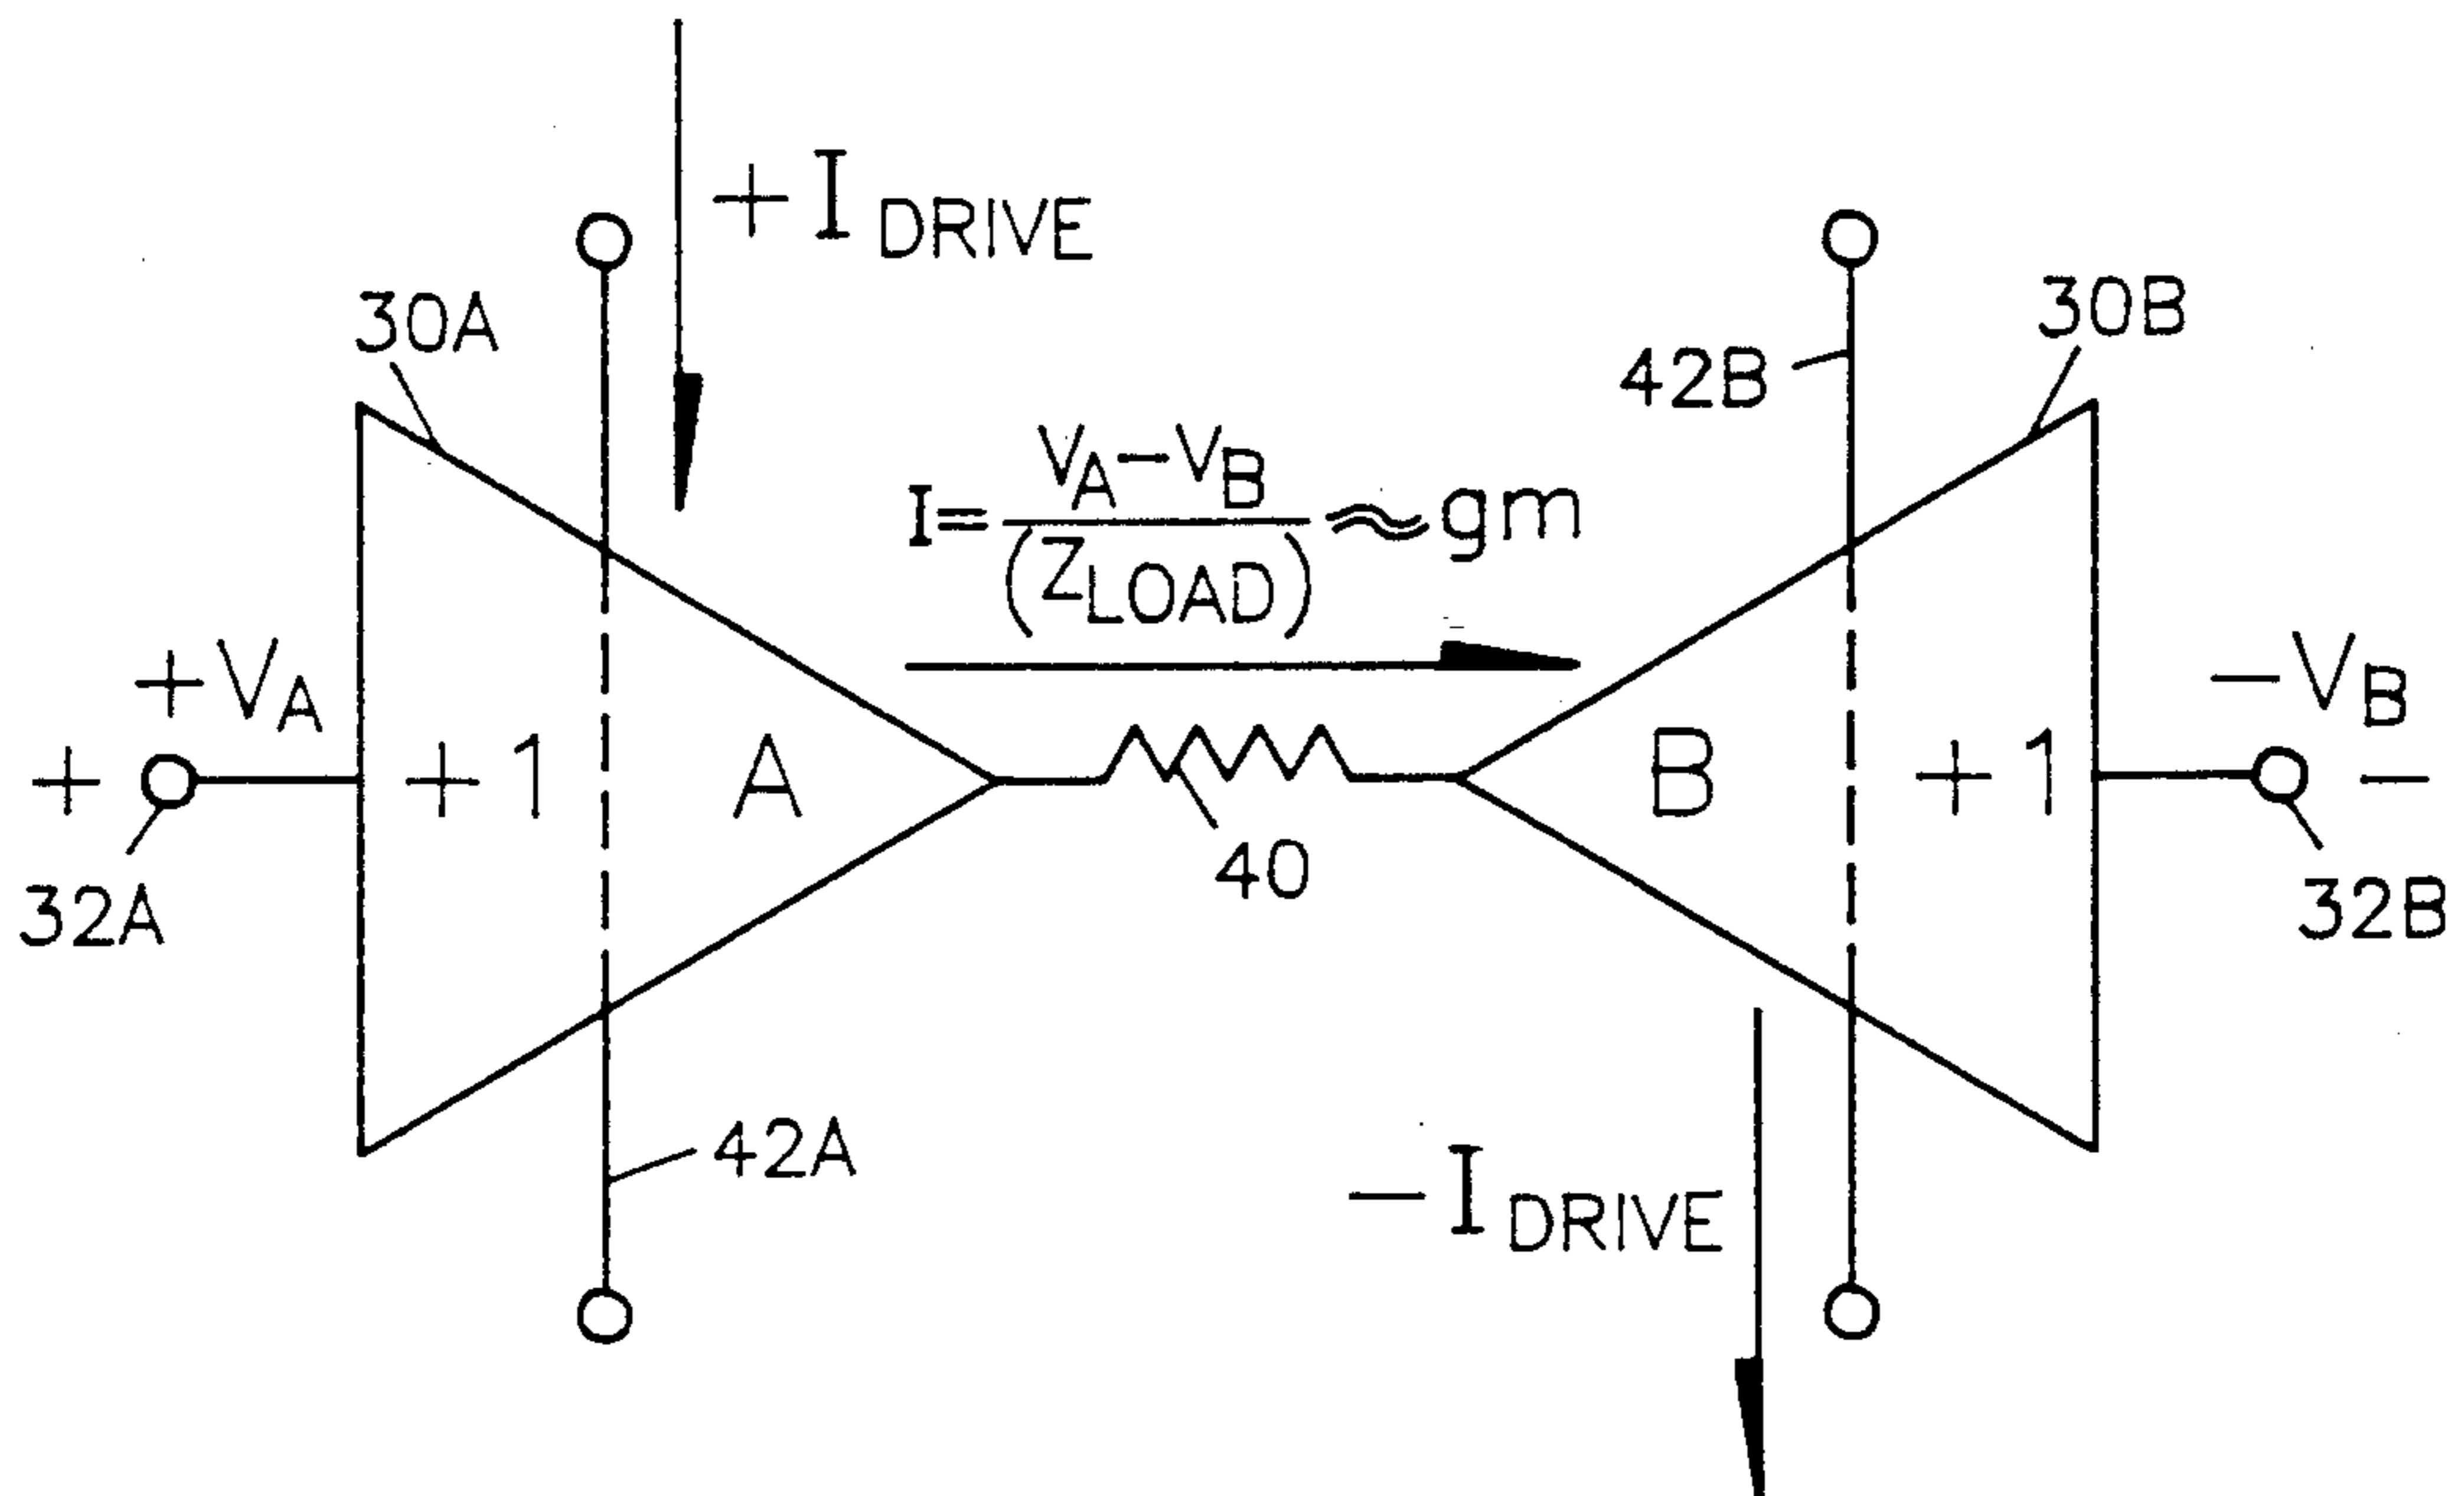 + I DRIVE
30A
30B
42B
I= VA-VB / (ZLOAD) ≈ gm
+VA
-VB
+
+1
A
B
+1
-
40
32A
32B
42A
-I DRIVE